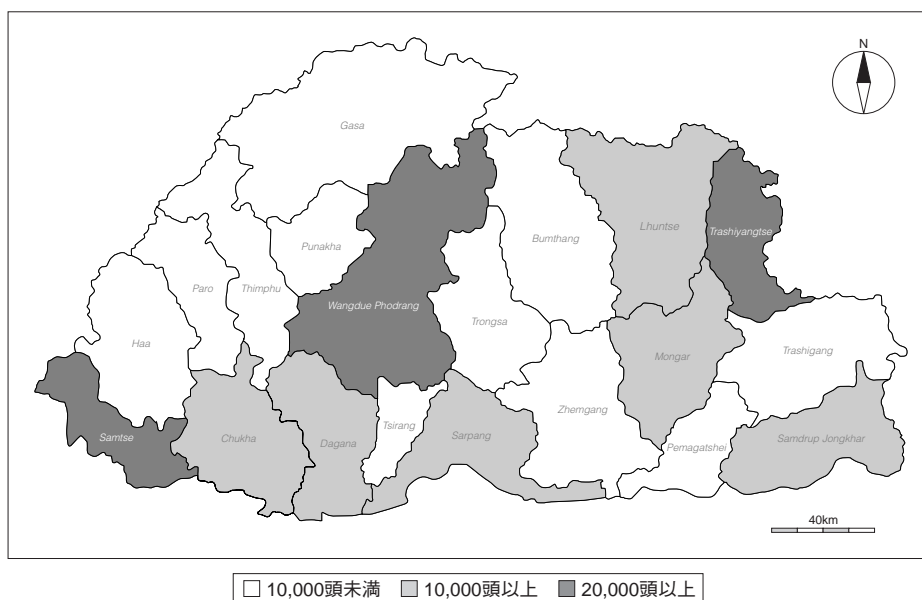 N
Gasa
Punakha
Bumthang
Lhuntse
Trashiyangtse
Paro
Thimphu
Wangdue Phodrang
Trongsa
Haa
Mongar
Trashigang
Samtse
Chukha
Dagana
Tsirang
Sarpang
Zhemgang
Pemagatshel
Samdrup Jongkhar
40km
10,000頭未満 10,000頭以上 20,000頭以上